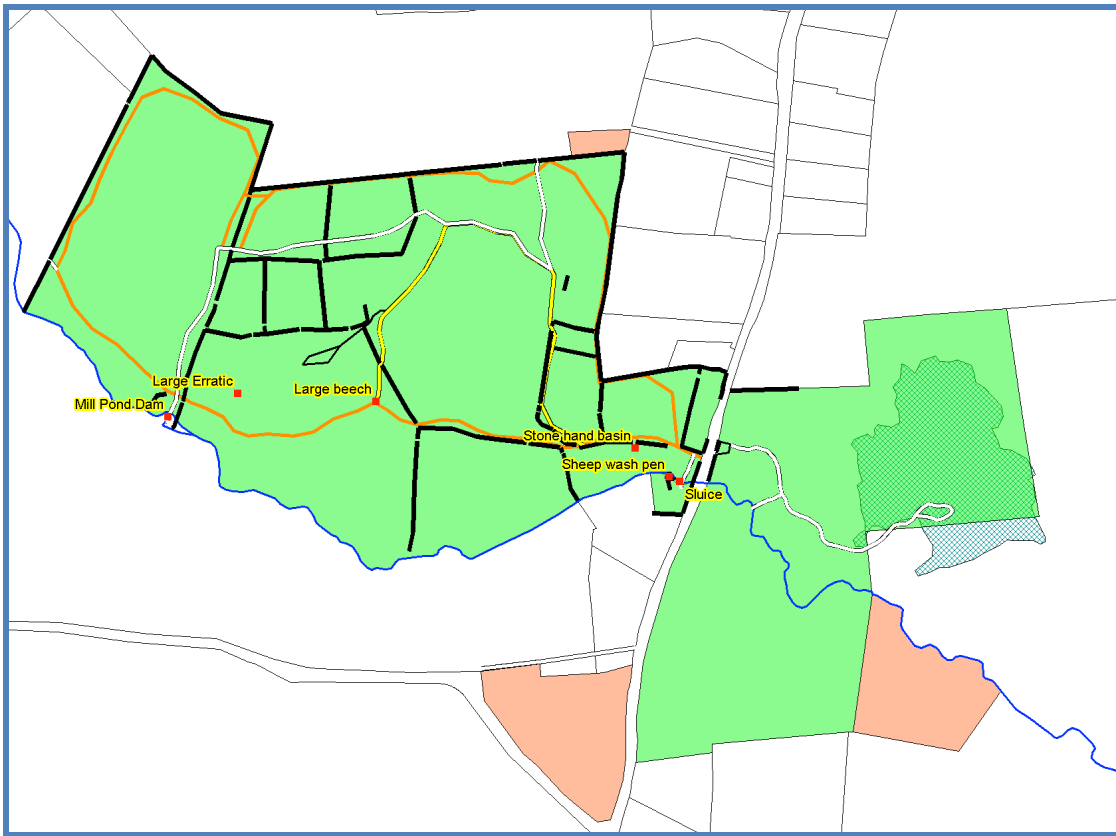 Large Erratic
Large beech
Mill Pond Dam
Stone hand basin
Sheep wash pen
Sluice